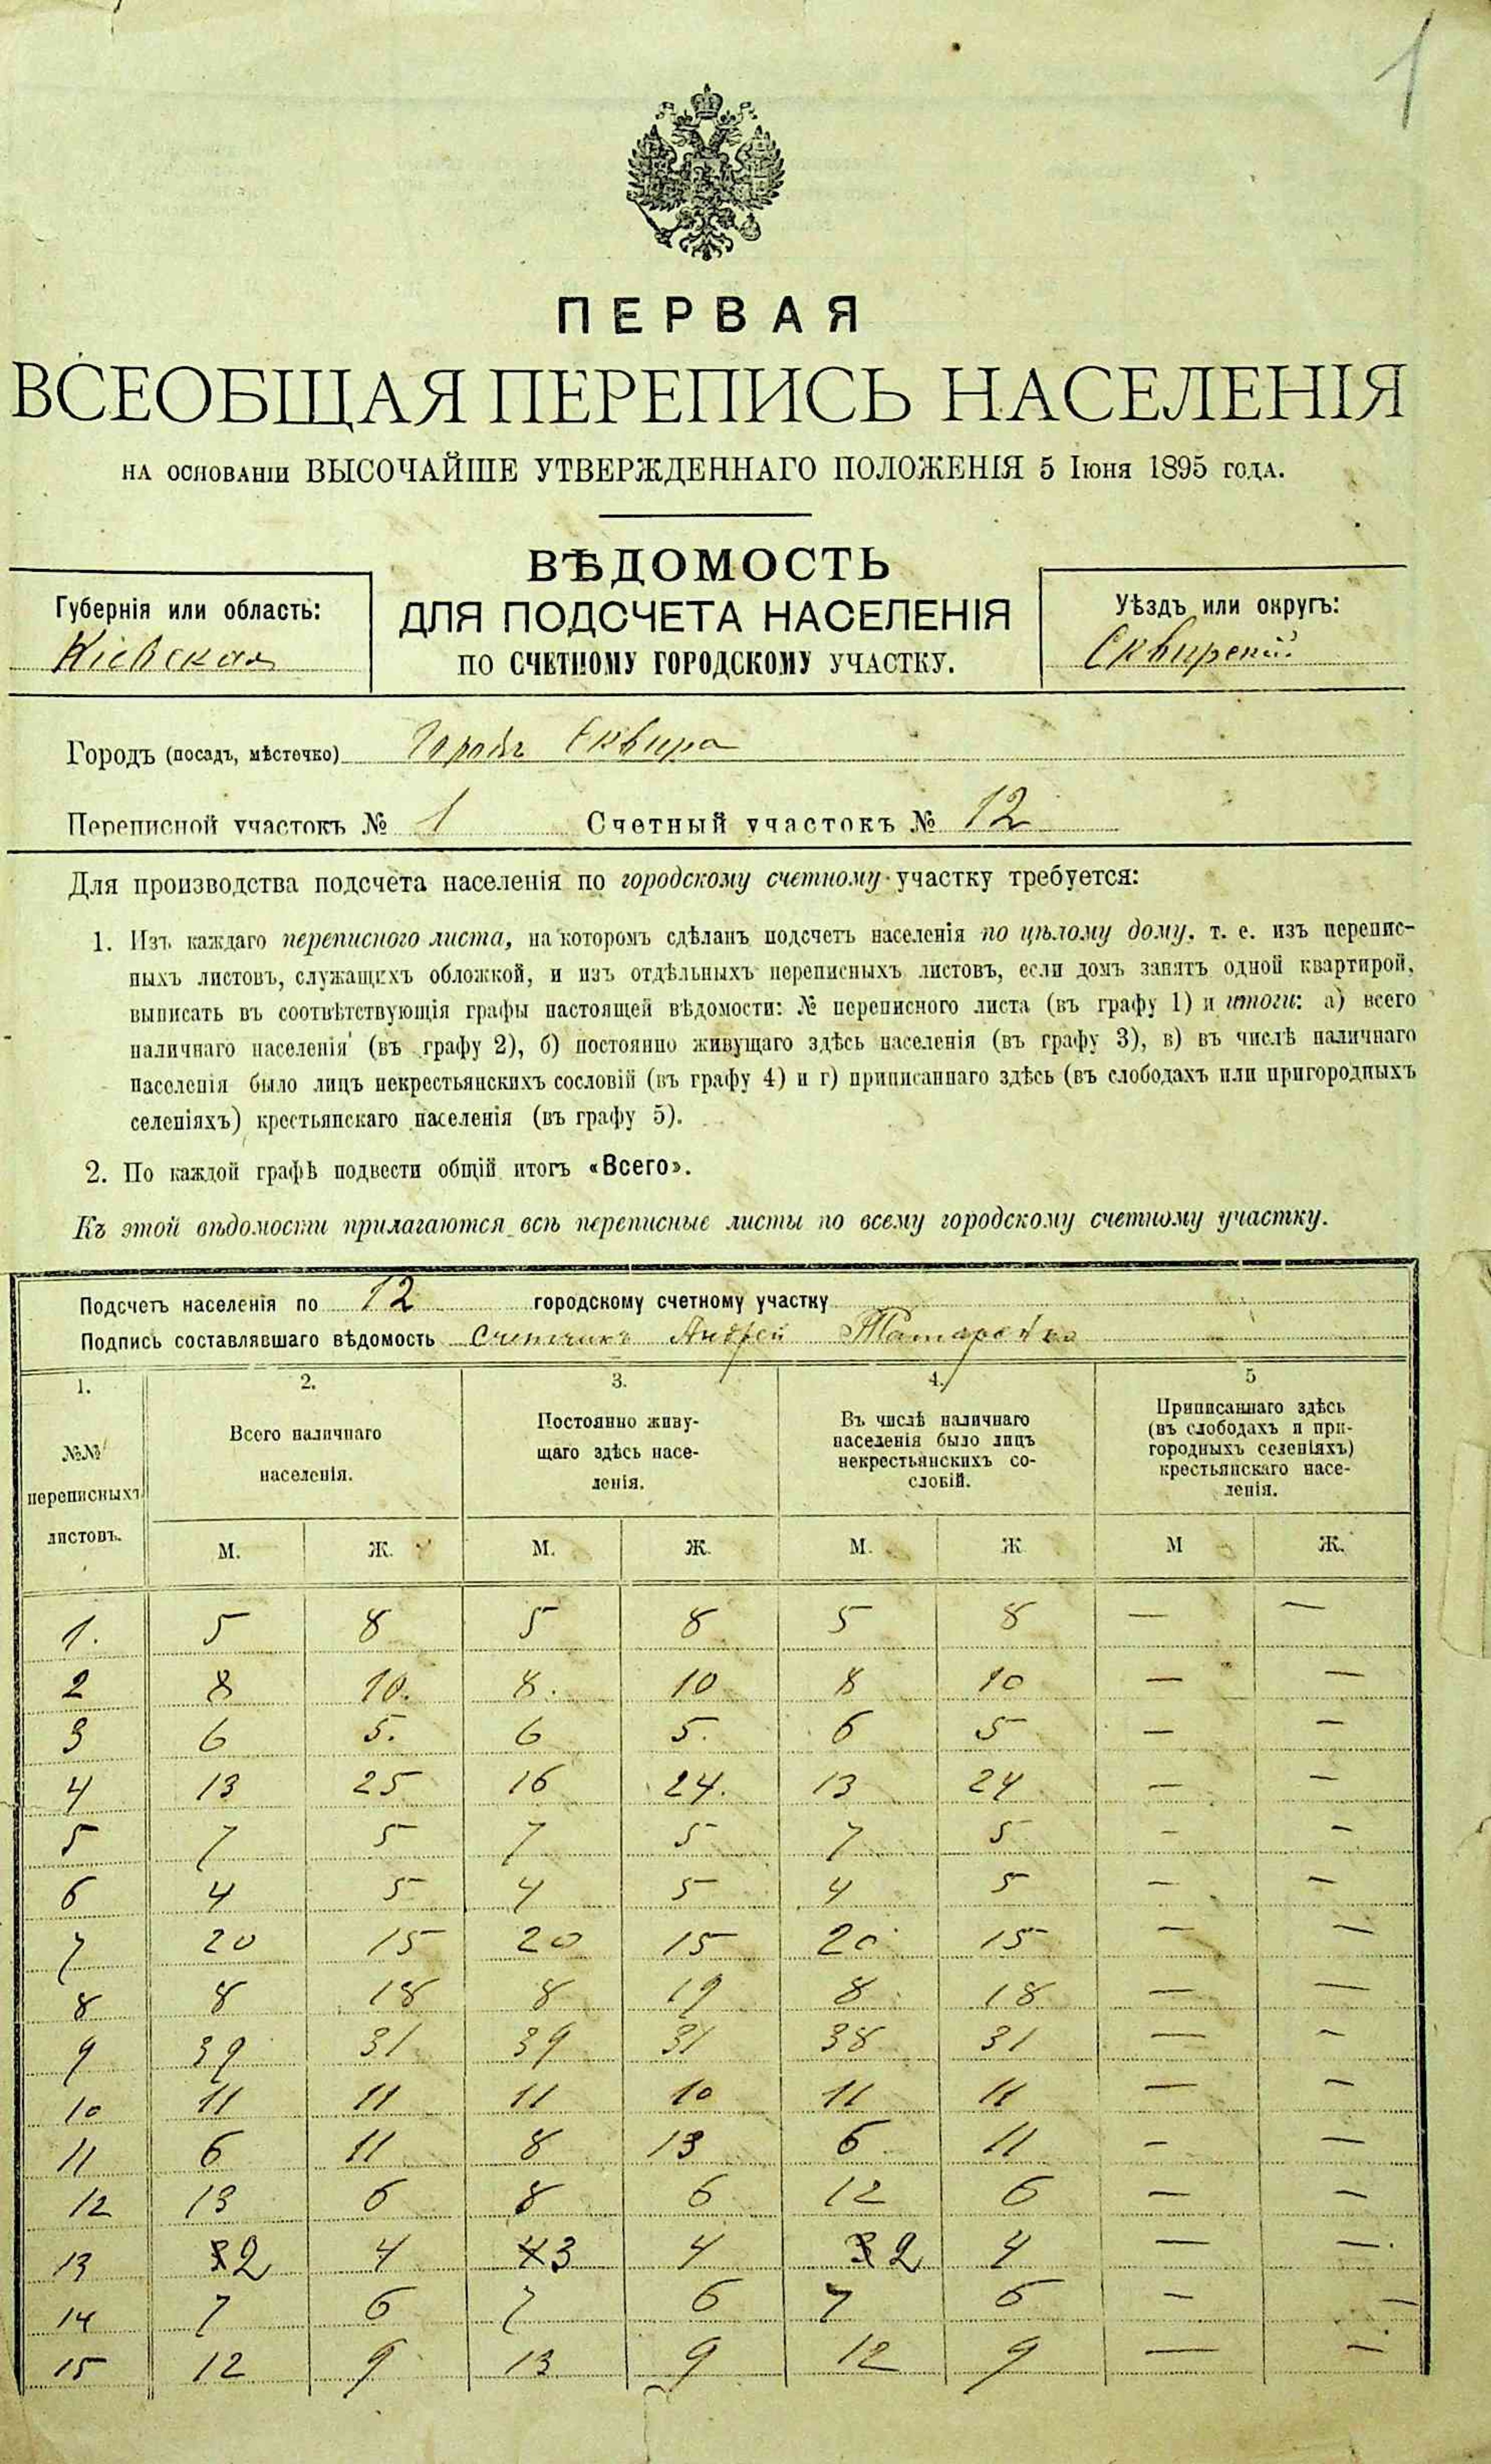 1
ПЕРВАЯ
ВСЕОБЩАЯ ПЕРЕПИСЬ НАСЕЛЕНІЯ
НА ОСНОВАНІИ ВЫСОЧАЙШЕ УТВЕРЖДЕННАГО ПОЛОЖЕНІЯ 5 Іюня 1895 ГОДА.
ВѢДОМОСТЬ
ДЛЯ ПОДСЧЕТА НАСЕЛЕНІЯ
ПО СЧЕТНОМУ ГОРОДСКОМУ УЧАСТКУ.
Губернія или область:
Кіевская
Уѣздъ или округъ:
Сквирскій
Городъ (посадъ, мѣстечко) Городъ Сквира
Переписной участокъ № 1 Счетный участокъ № 12
Для производства подсчета населенія по городскому счетному участку требуется:
1. Изъ каждаго переписного листа, на которомъ сдѣланъ подсчетъ населенія по цѣлому дому, т. е. изъ перепис-
ныхъ листовъ, служащихъ обложкой, и изъ отдѣльныхъ переписныхъ листовъ, если домъ занятъ одной квартирой,
выписать въ соотвѣтствующія графы настоящей вѣдомости: № переписного листа (въ графу 1) и итоги: а) всего
наличнаго населенія (въ графу 2), б) постоянно живущаго здѣсь населенія (въ графу 3), в) въ числѣ наличнаго
населенія было лицъ некрестьянскихъ сословій (въ графу 4) и г) приписаннаго здѣсь (въ слободахъ или пригородныхъ
селеніяхъ) крестьянскаго населенія (въ графу 5).
2. По каждой графѣ подвести общій итогъ «Всего».
Къ этой вѣдомости прилагаются всѣ переписные листы по всему городскому счетному участку.
Подсчетъ населенія по 12 городскому счетному участку
Подпись составлявшаго вѣдомость Счетчикъ Андрей
1. 2. 3. 4. 5
№№
переписныхъ
листовъ.
Всего наличнаго
населенія.
Постоянно живу-
щаго здѣсь насе-
ленія.
Въ числѣ наличнаго
населенія было лицъ
некрестьянскихъ со-
словій.
Приписаннаго здѣсь
(въ слободахъ и при-
городныхъ селеніяхъ)
крестьянскаго насе-
ленія.
М. Ж. М. Ж. М. Ж М Ж.
1. 5 8 5 8 5 8 — —
2 8 10. 8. 10 8 10 — —
3 6 5. 6 5. 6 5 — —
4 13 25 16 24. 13 24 — —
5 7 5 7 5 7 5 — —
6 4 5 4 5 4 5 — —
7 20 15 20 15 20 15 — —
8 8 18 8 19 8 18 — —
9 39 31 39 31 38 31 — —
10 11 11 11 10 11 11 — —
11 6 11 8 13 6 11 — —
12 13 6 8 6 12 6 — —
13 2 4 3 4 2 4 — —
14 7 6 7 6 7 6 — —
15 12 9 13 9 12 9 — —